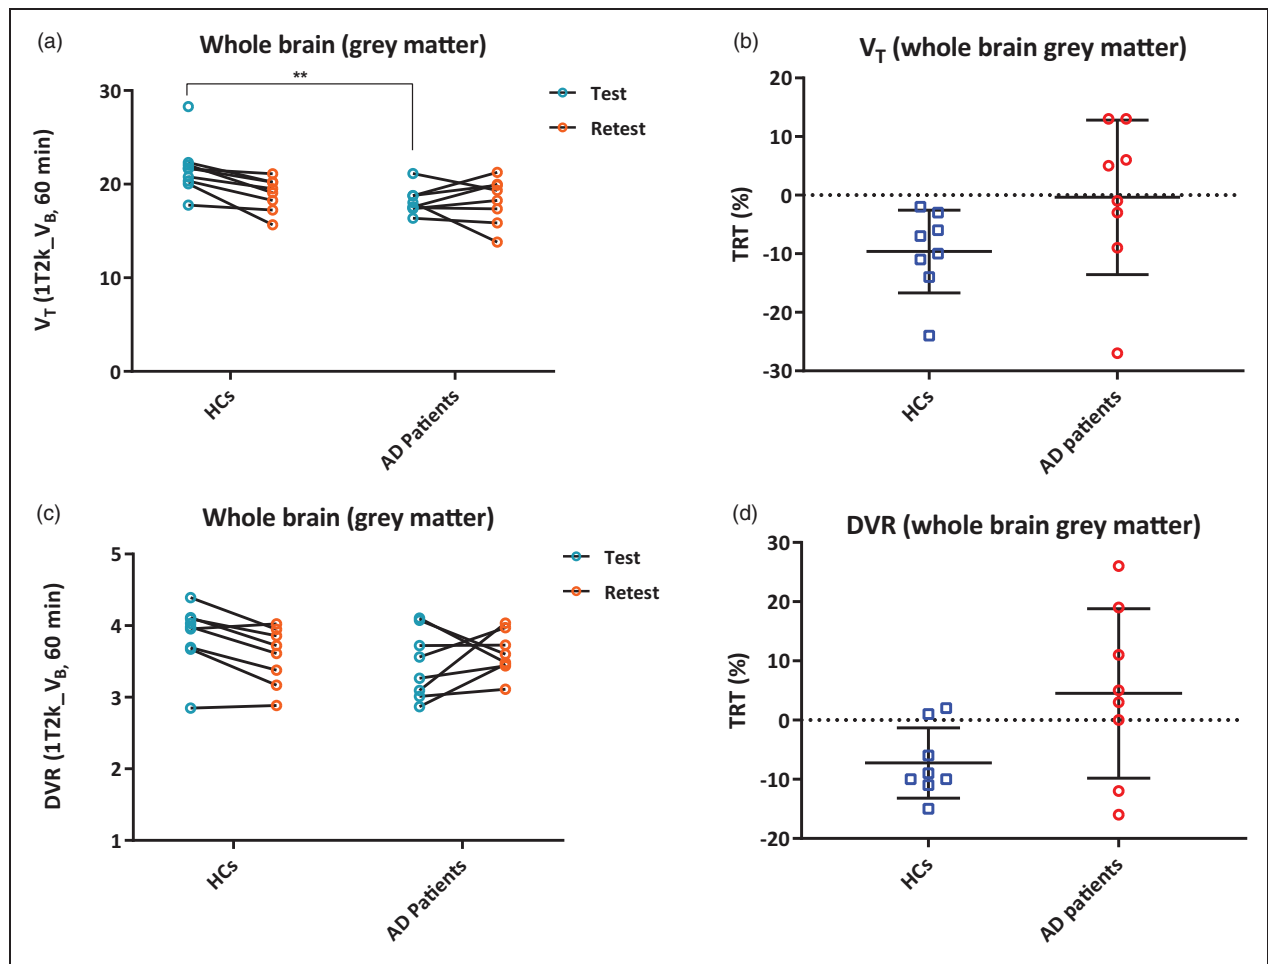 (a)
Whole brain (grey matter)
**
Test
Retest
30
20
10
0
V_T (1T2k_V_B, 60 min)
HCs
AD Patients
(b)
V_T (whole brain grey matter)
20
10
0
-10
-20
-30
TRT (%)
HCs
AD patients
(c)
Whole brain (grey matter)
Test
Retest
5
4
3
2
1
DVR (1T2k_V_B, 60 min)
HCs
AD Patients
(d)
DVR (whole brain grey matter)
30
20
10
0
-10
-20
TRT (%)
HCs
AD patients